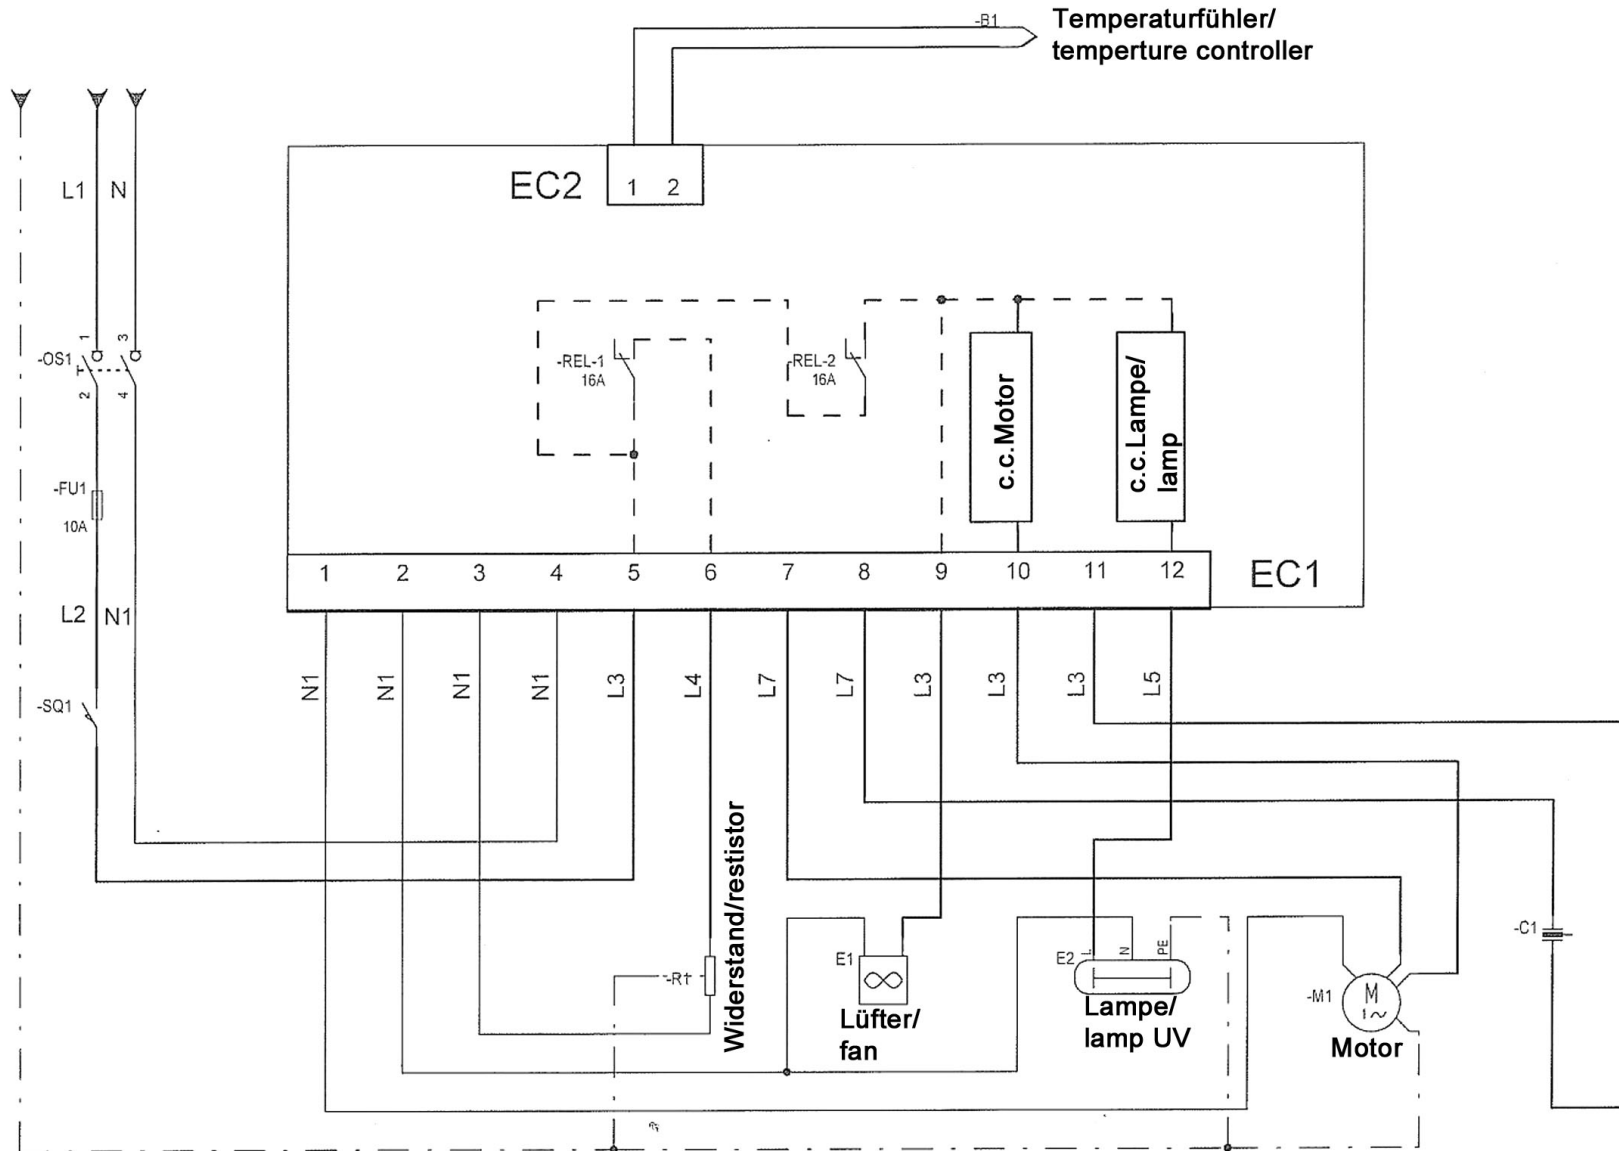 -B1
Temperaturfühler/
temperture controller
L1
N
EC2
1
2
-OS1
1
3
2
4
-REL-1
16A
-REL-2
16A
c.c.Motor
c.c.Lampe/
lamp
-FU1
10A
1
2
3
4
5
6
7
8
9
10
11
12
EC1
L2
N1
N1
N1
N1
N1
L3
L4
L7
L7
L3
L3
L3
L5
-SQ1
Widerstand/restistor
-R1
E1
Lüfter/
fan
E2
L
N
PE
Lampe/
lamp UV
-M1
M
1~
Motor
-C1